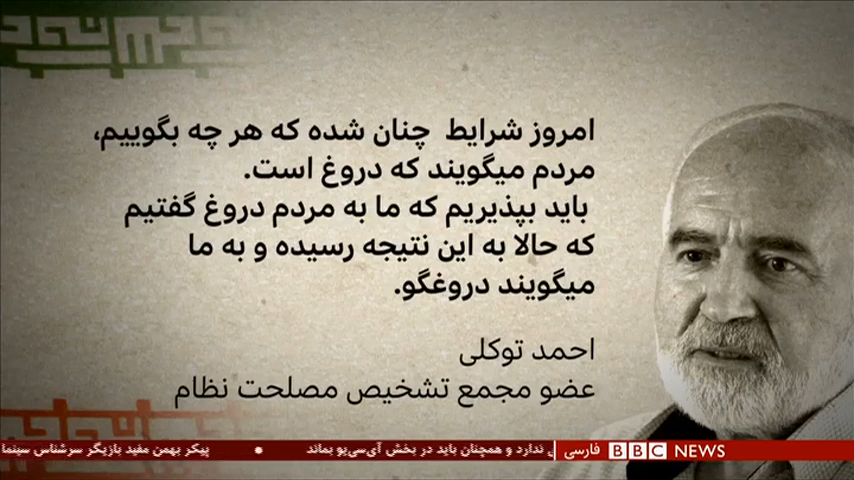 امروز شرایط چنان شده که هر چه بگوییم،
مردم میگویند که دروغ است.
باید بپذیریم که ما به مردم دروغ گفتیم
که حالا به این نتیجه رسیده و به ما
میگویند دروغگو.
احمد توکلی
عضو مجمع تشخیص مصلحت نظام
BBC NEWS فارسی
ندارد و همچنان باید در بخش آی‌سی‌یو بماند • پیکر بهمن مفید بازیگر سرشناس سینما